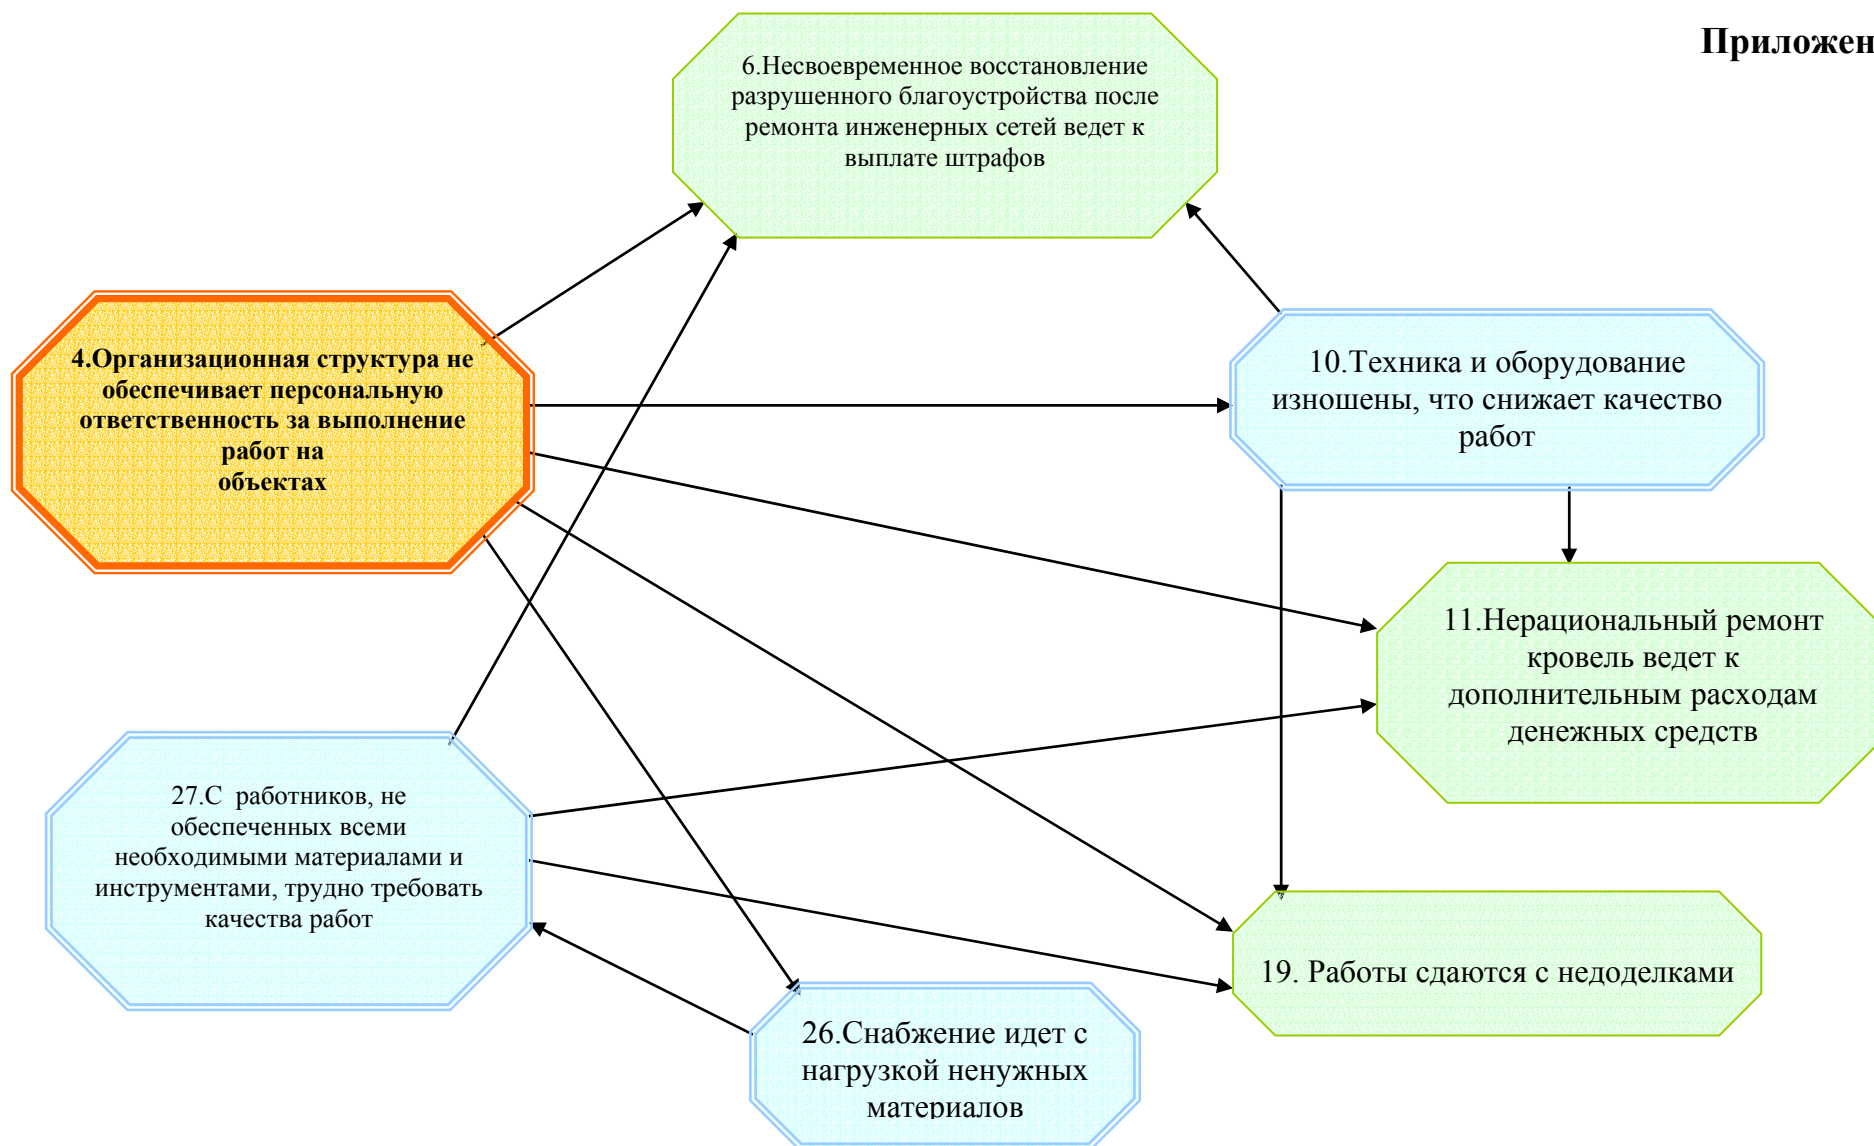 Приложен
6.Несвоевременное восстановление
разрушенного благоустройства после
ремонта инженерных сетей ведет к
выплате штрафов
4.Организационная структура не
обеспечивает персональную
ответственность за выполнение
работ на
объектах
10.Техника и оборудование
изношены, что снижает качество
работ
11.Нерациональный ремонт
кровель ведет к
дополнительным расходам
денежных средств
27.С  работников, не
обеспеченных всеми
необходимыми материалами и
инструментами, трудно требовать
качества работ
19. Работы сдаются с недоделками
26.Снабжение идет с
нагрузкой ненужных
материалов